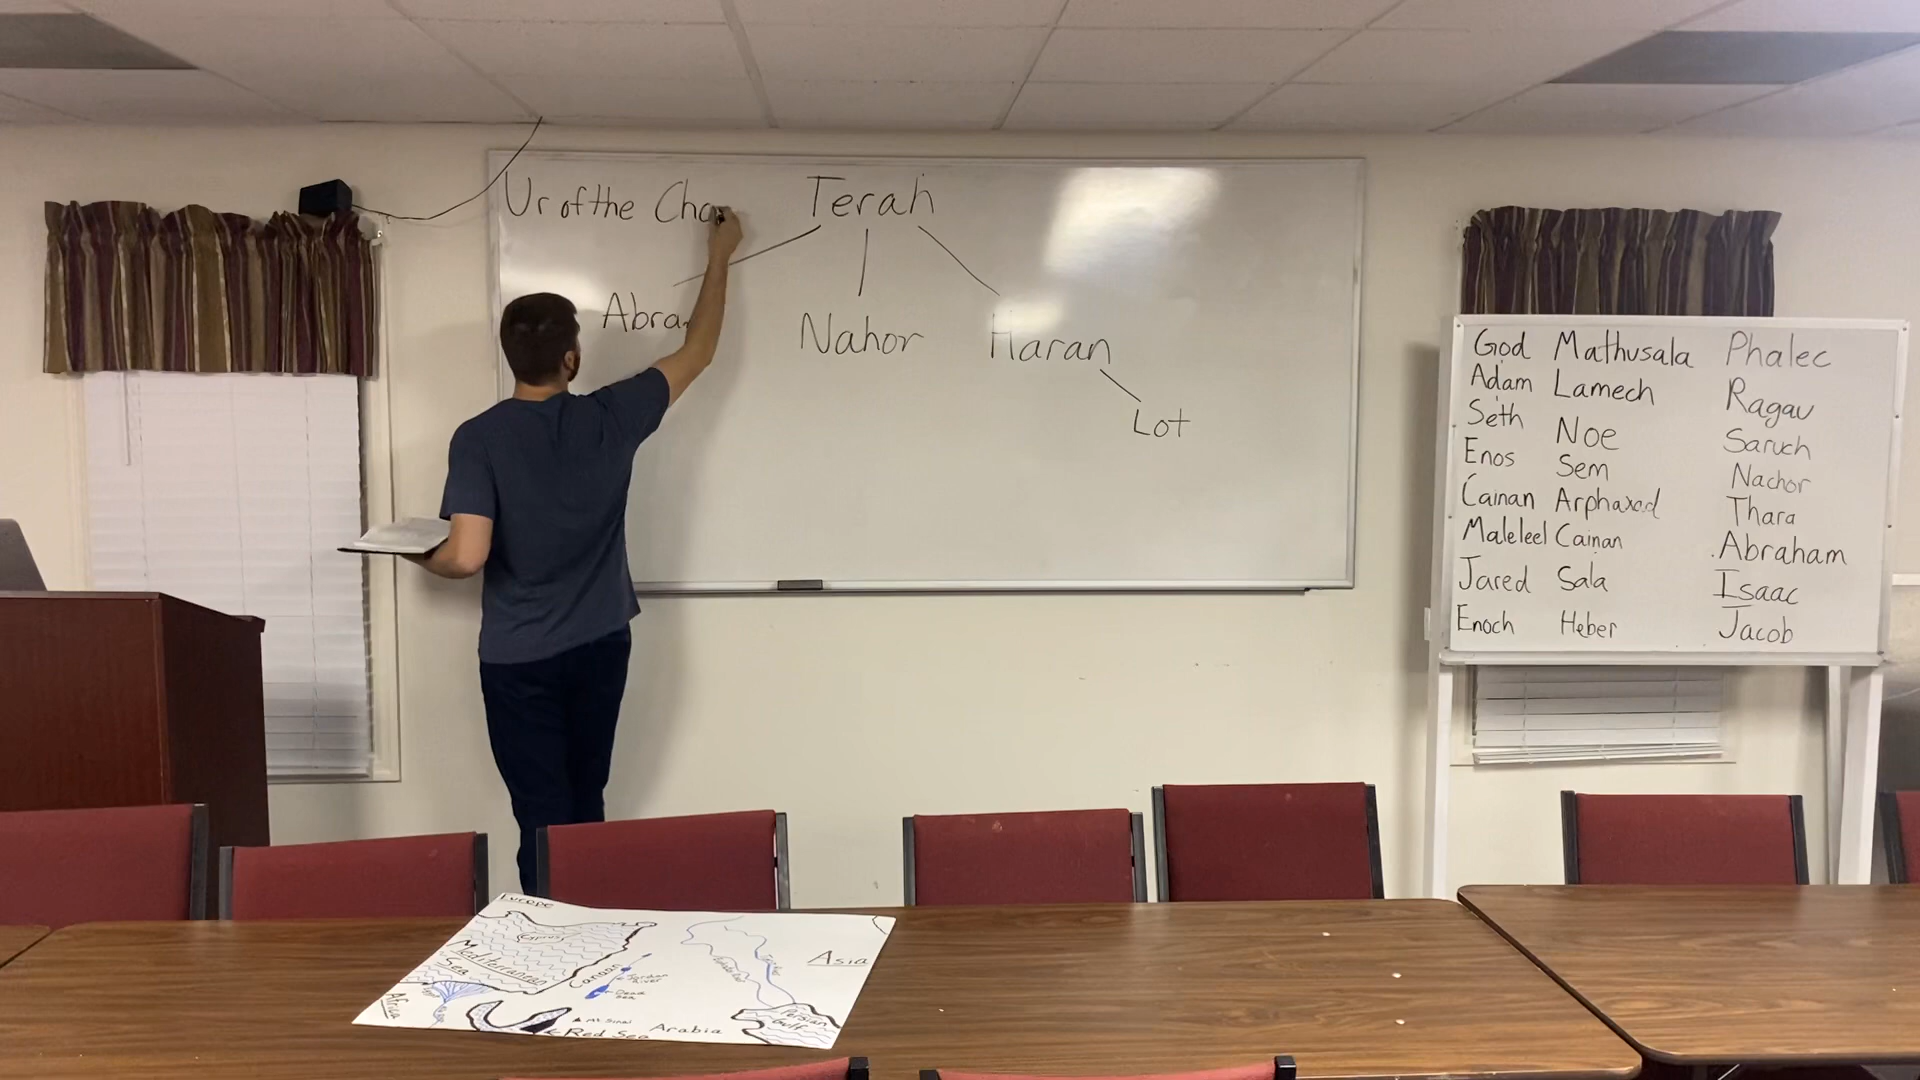 Ur of the Cha
Terah
Abra
Nahor
Haran
Lot
God Mathusala Phalec
Adam Lamech Ragau
Seth Noe Saruch
Enos Sem Nachor
Cainan Arphaxad Thara
Maleleel Cainan Abraham
Jared Sala Isaac
Enoch Heber Jacob
Europe
Cyprus
Mediterranean
Sea
Canaan
Jordan
River
Dead
Sea
Asia
Africa
Mt. Sinai
Red Sea
Arabia
Persian
Gulf